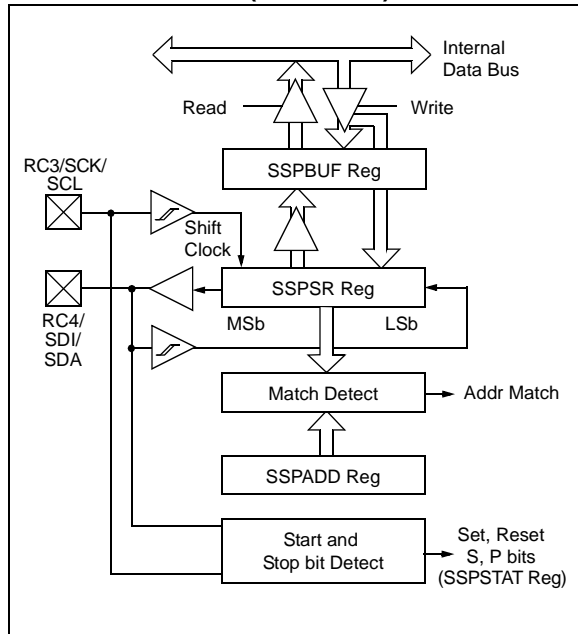 Internal
Data Bus
Read
Write
RC3/SCK/
SCL
SSPBUF Reg
Shift
Clock
SSPSR Reg
MSb
LSb
RC4/
SDI/
SDA
Match Detect
Addr Match
SSPADD Reg
Start and
Stop bit Detect
Set, Reset
S, P bits
(SSPSTAT Reg)